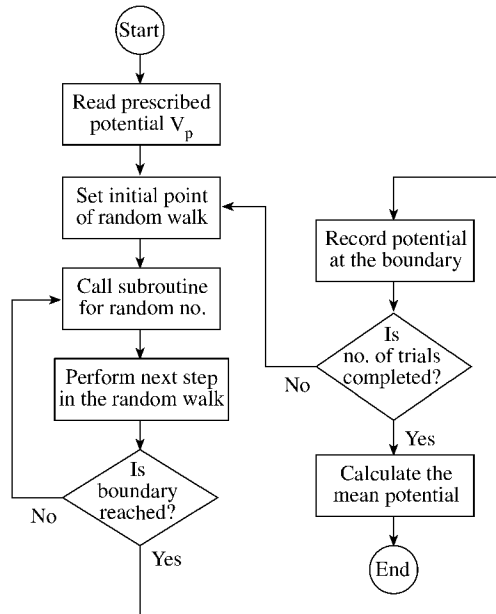 Start
Read prescribed
potential Vp
Set initial point
of random walk
Call subroutine
for random no.
Perform next step
in the random walk
Is
boundary
reached?
No
Yes
Record potential
at the boundary
Is
no. of trials
completed?
No
Yes
Calculate the
mean potential
End